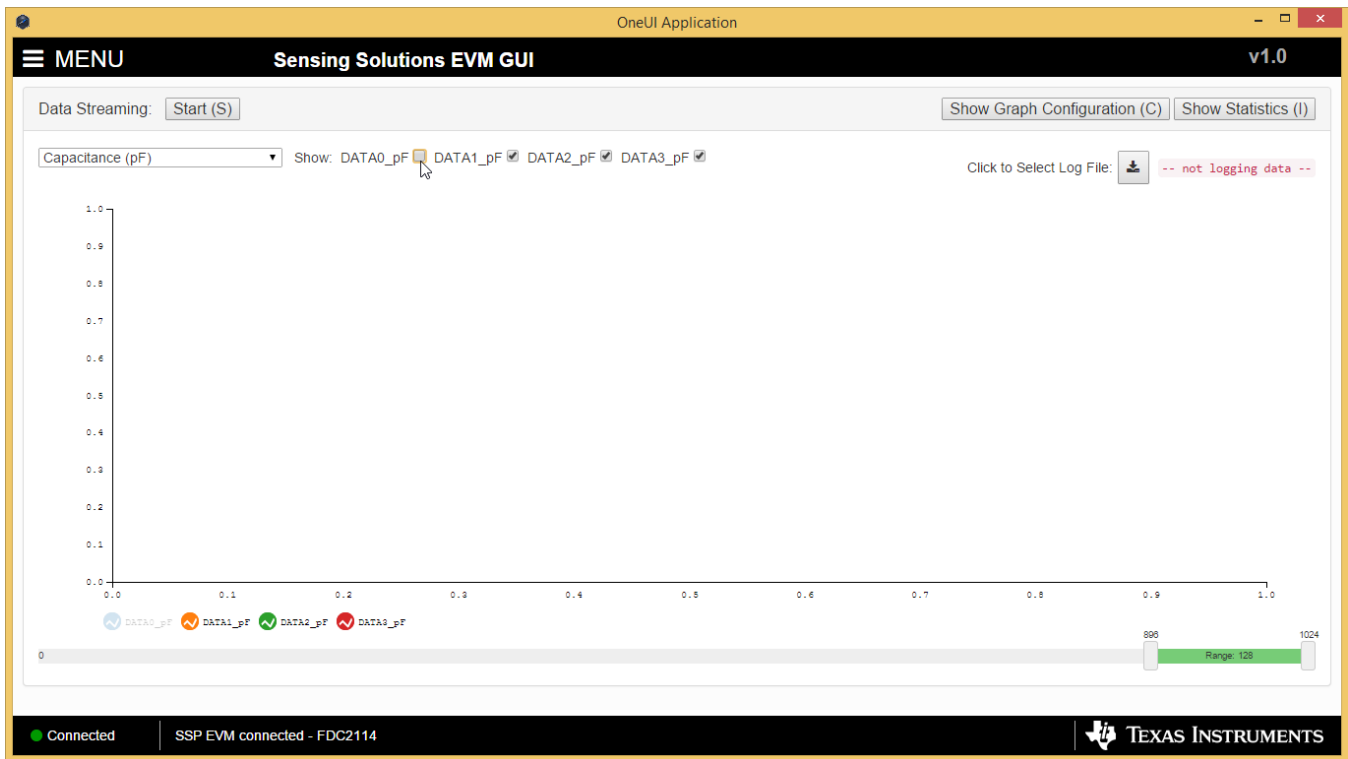 OneUI Application
MENU Sensing Solutions EVM GUI v1.0
Data Streaming: Start (S) Show Graph Configuration (C) Show Statistics (I)
Capacitance (pF) Show: DATA0_pF DATA1_pF DATA2_pF DATA3_pF
Click to Select Log File: -- not logging data --
1.0
0.9
0.8
0.7
0.6
0.5
0.4
0.3
0.2
0.1
0.0
0.0 0.1 0.2 0.3 0.4 0.5 0.6 0.7 0.8 0.9 1.0
DATA0_pF DATA1_pF DATA2_pF DATA3_pF
896 1024
0 Range: 128
Connected SSP EVM connected - FDC2114 TEXAS INSTRUMENTS